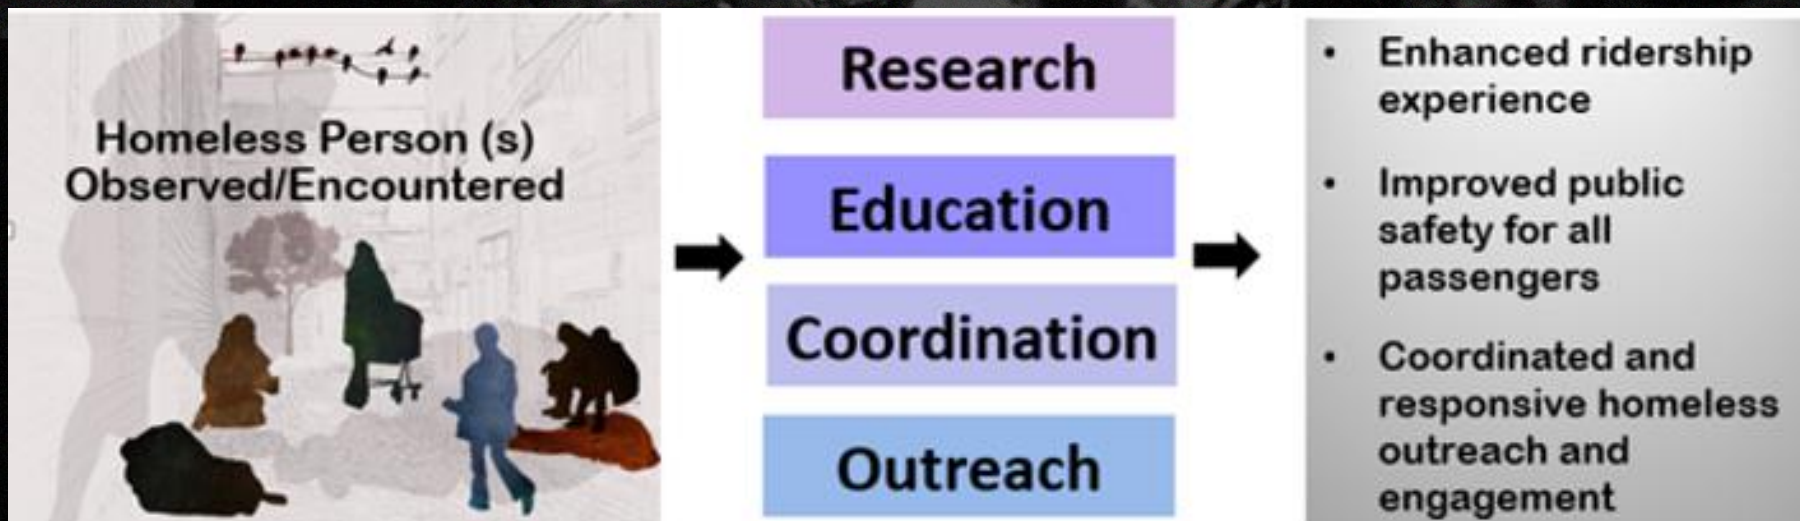 Homeless Person (s)
Observed/Encountered
Research
Education
Coordination
Outreach
• Enhanced ridership
experience
• Improved public
safety for all
passengers
• Coordinated and
responsive homeless
outreach and
engagement